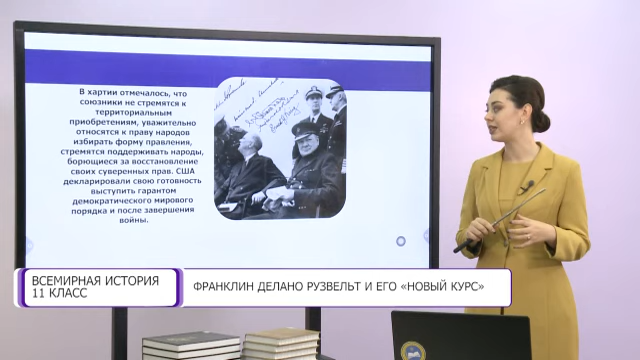 В хартии отмечалось, что
союзники не стремятся к
территориальным
приобретениям, уважительно
относятся к праву народов
избирать форму правления,
стремятся поддерживать народы,
борющиеся за восстановление
своих суверенных прав. США
декларировали свою готовность
выступить гарантом
демократического мирового
порядка и после завершения
войны.
ВСЕМИРНАЯ ИСТОРИЯ
11 КЛАСС
ФРАНКЛИН ДЕЛАНО РУЗВЕЛЬТ И ЕГО «НОВЫЙ КУРС»